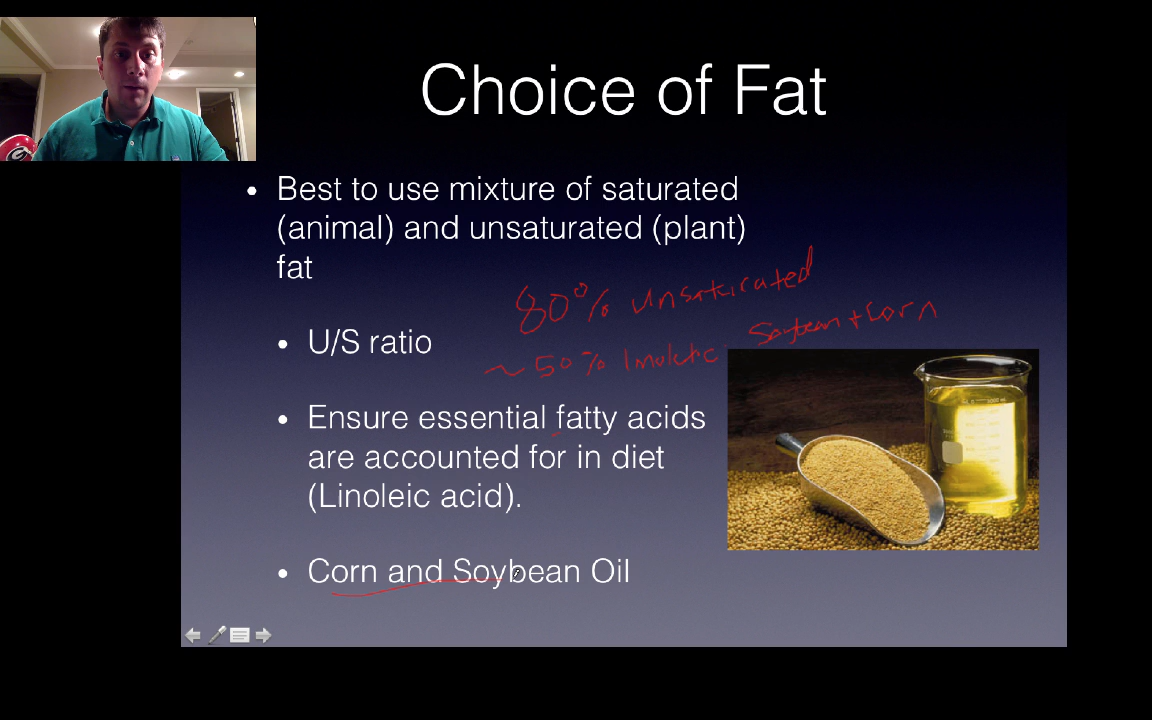 Choice of Fat
• Best to use mixture of saturated
(animal) and unsaturated (plant)
fat
80% unsaturated
• U/S ratio
~ 50% linoleic Soybean + Corn
• Ensure essential fatty acids
are accounted for in diet
(Linoleic acid).
• Corn and Soybean Oil
G